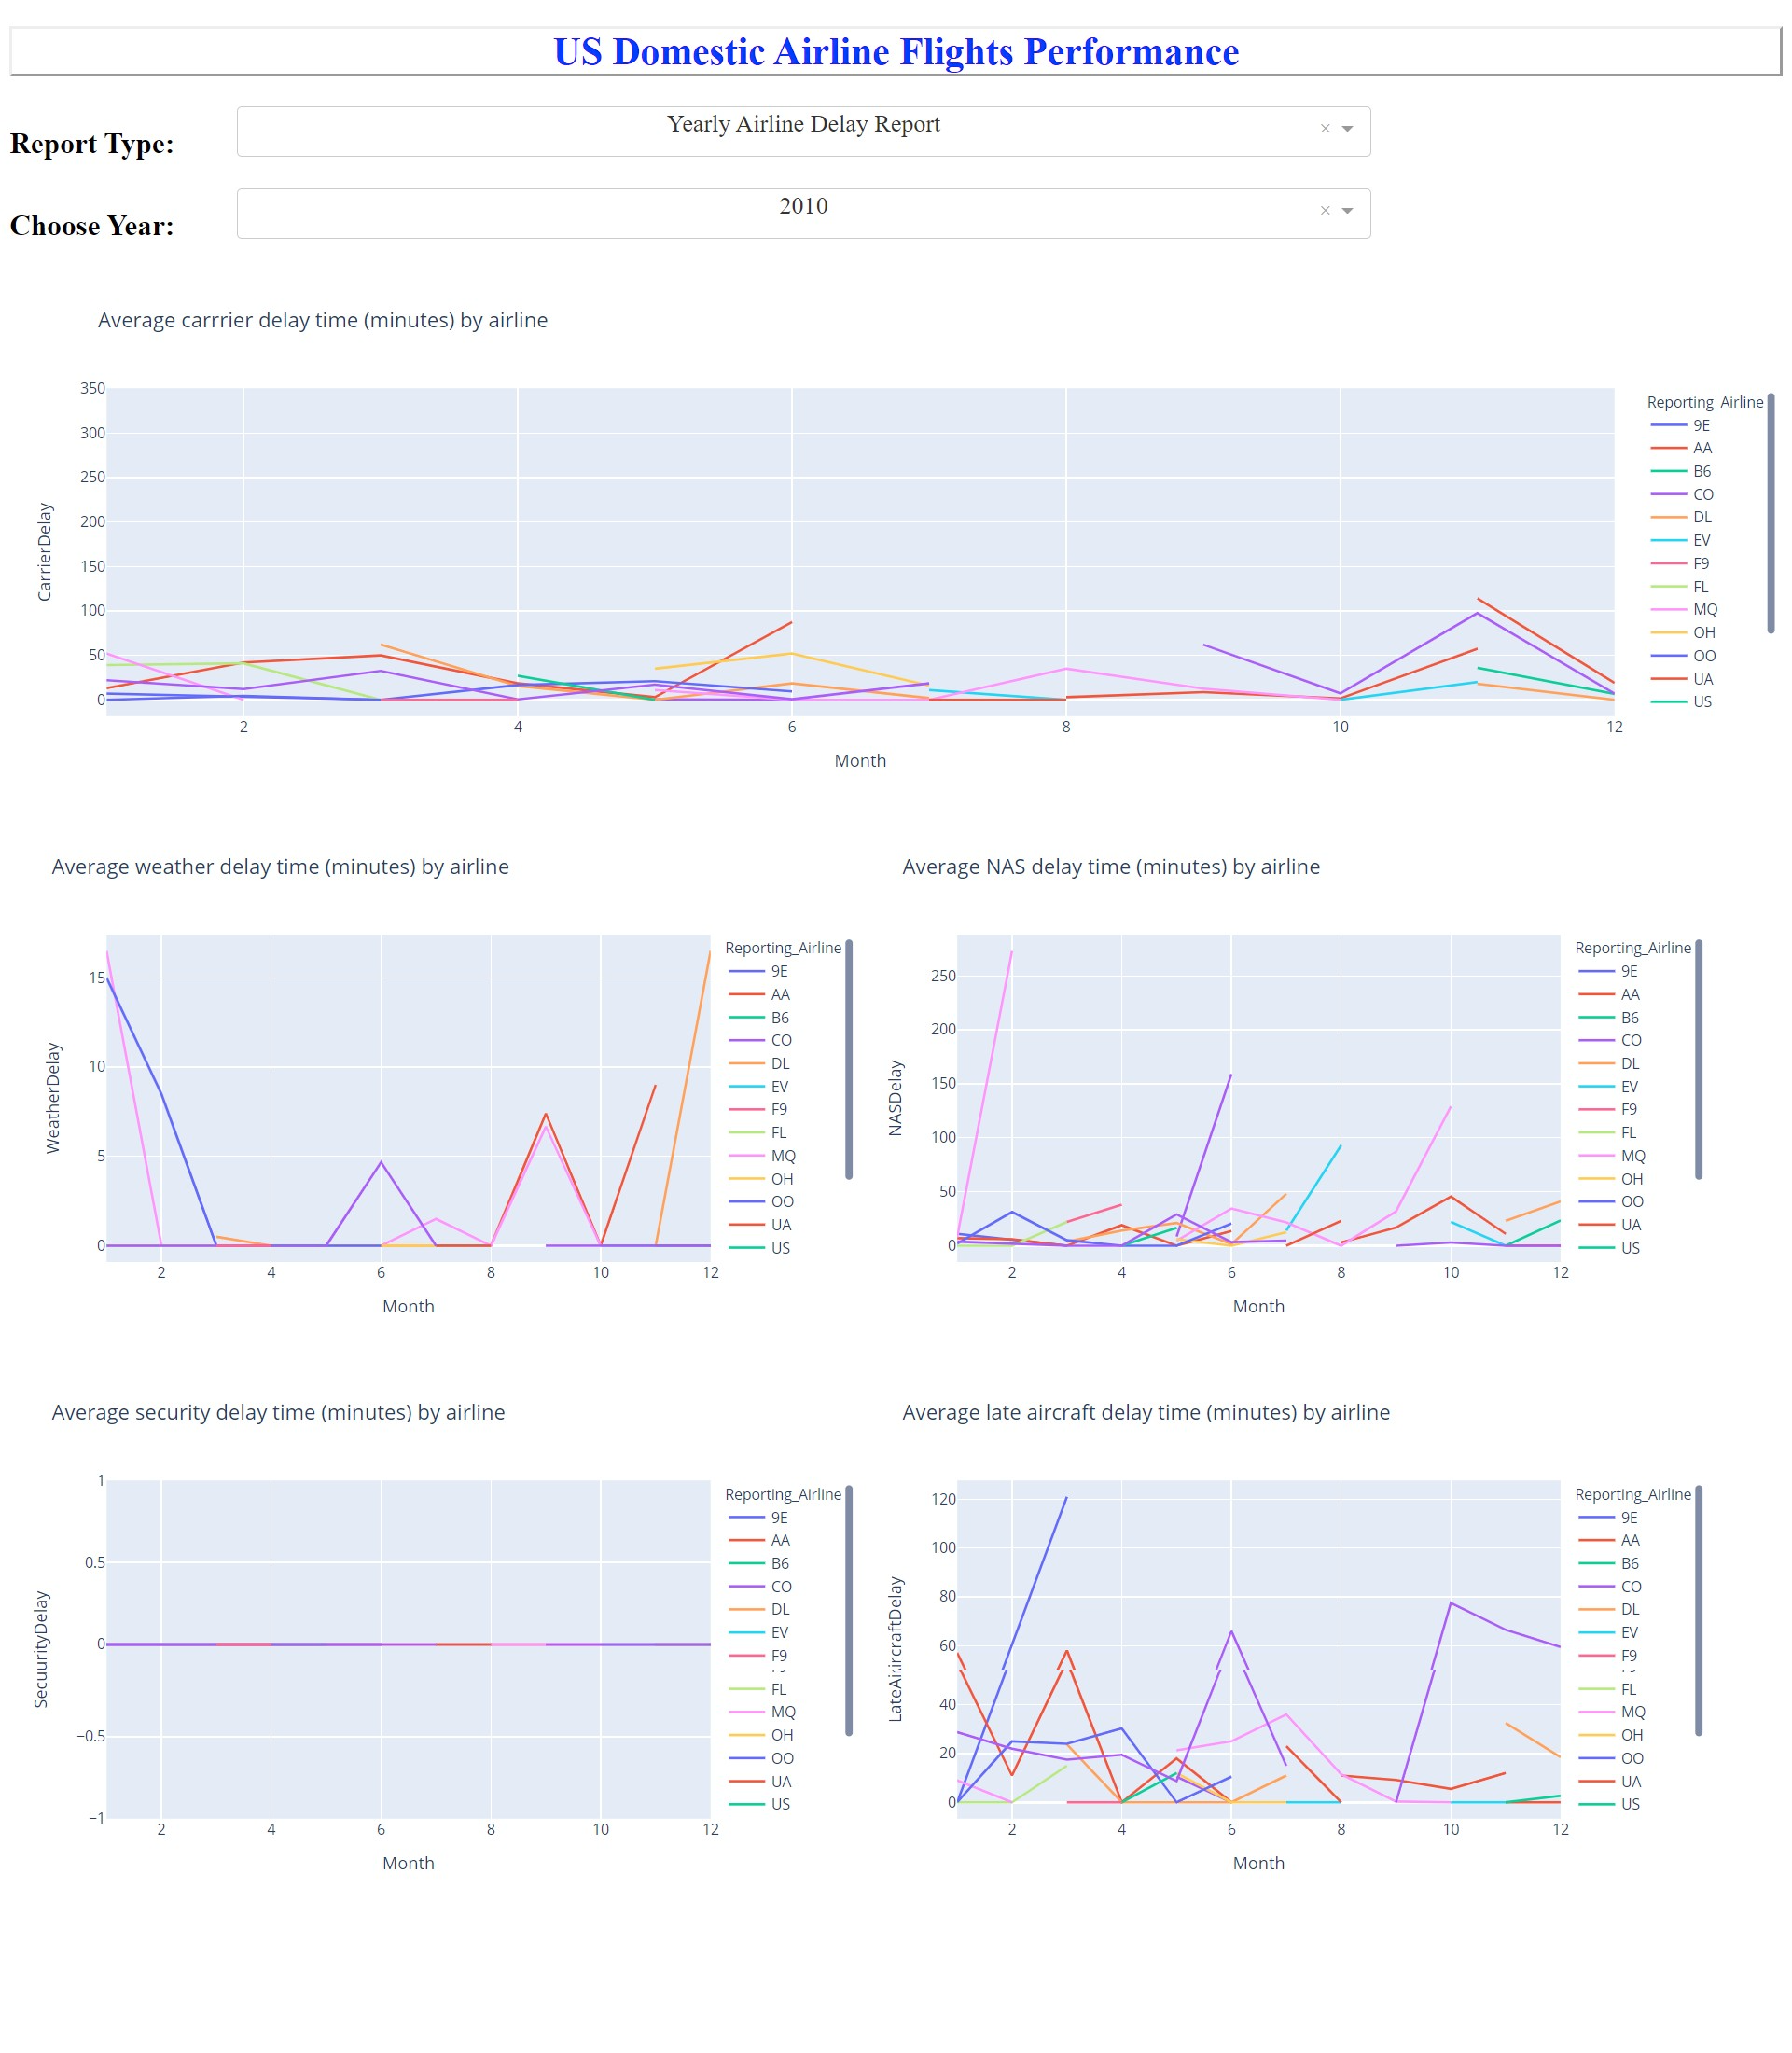 US Domestic Airline Flights Performance
Report Type:
Yearly Airline Delay Report
×
Choose Year:
2010
×
Average carrrier delay time (minutes) by airline
350
300
250
200
150
100
50
0
CarrierDelay
2 4 6 8 10 12
Month
Reporting_Airline
9E
AA
B6
CO
DL
EV
F9
FL
MQ
OH
OO
UA
US
Average weather delay time (minutes) by airline
15
10
5
0
WeatherDelay
2 4 6 8 10 12
Month
Reporting_Airline
9E
AA
B6
CO
DL
EV
F9
FL
MQ
OH
OO
UA
US
Average NAS delay time (minutes) by airline
250
200
150
100
50
0
NASDelay
2 4 6 8 10 12
Month
Reporting_Airline
9E
AA
B6
CO
DL
EV
F9
FL
MQ
OH
OO
UA
US
Average security delay time (minutes) by airline
1
0.5
0
−0.5
−1
SecuurityDelay
2 4 6 8 10 12
Month
Reporting_Airline
9E
AA
B6
CO
DL
EV
F9
FL
MQ
OH
OO
UA
US
Average late aircraft delay time (minutes) by airline
120
100
80
60
40
20
0
2 4 6 8 10 12
Month
Reporting_Airline
9E
AA
B6
CO
DL
EV
F9
FL
MQ
OH
OO
UA
US